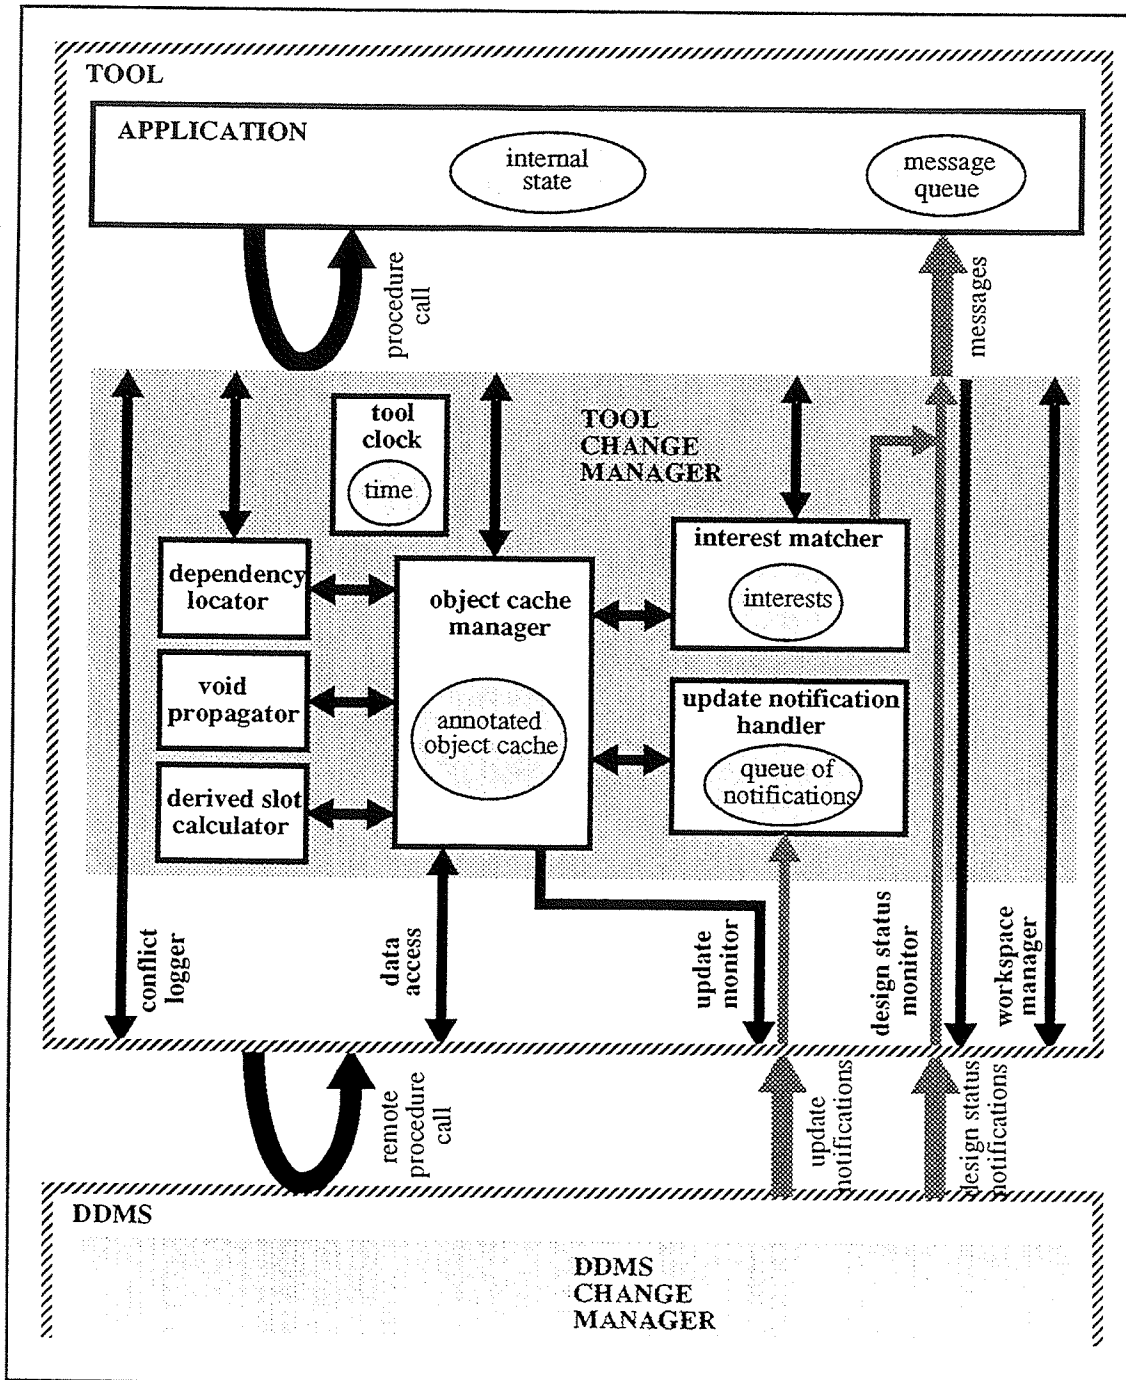 TOOL
APPLICATION
internal
state
message
queue
procedure
call
messages
tool
clock
time
TOOL
CHANGE
MANAGER
interest matcher
interests
dependency
locator
object cache
manager
void
propagator
annotated
object cache
update notification
handler
queue of
notifications
derived slot
calculator
conflict
logger
data
access
update
monitor
design status
monitor
workspace
manager
remote
procedure
call
update
notifications
design status
notifications
DDMS
DDMS
CHANGE
MANAGER